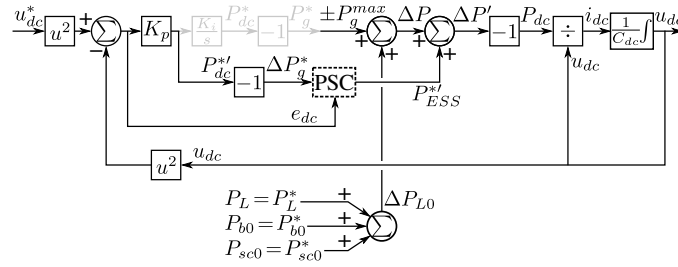 u*dc + u² Σ Kp Ki/s P*dc −1 P*g ±Pg^max Σ ΔP Σ ΔP′ −1 Pdc ÷ idc 1/Cdc ∫ udc
− + + + +
P*′dc −1 ΔP*g PSC P*′ESS udc
edc
u² udc
ΔPL0
PL = P*L +
Pb0 = P*b0 + Σ
Psc0 = P*sc0 +